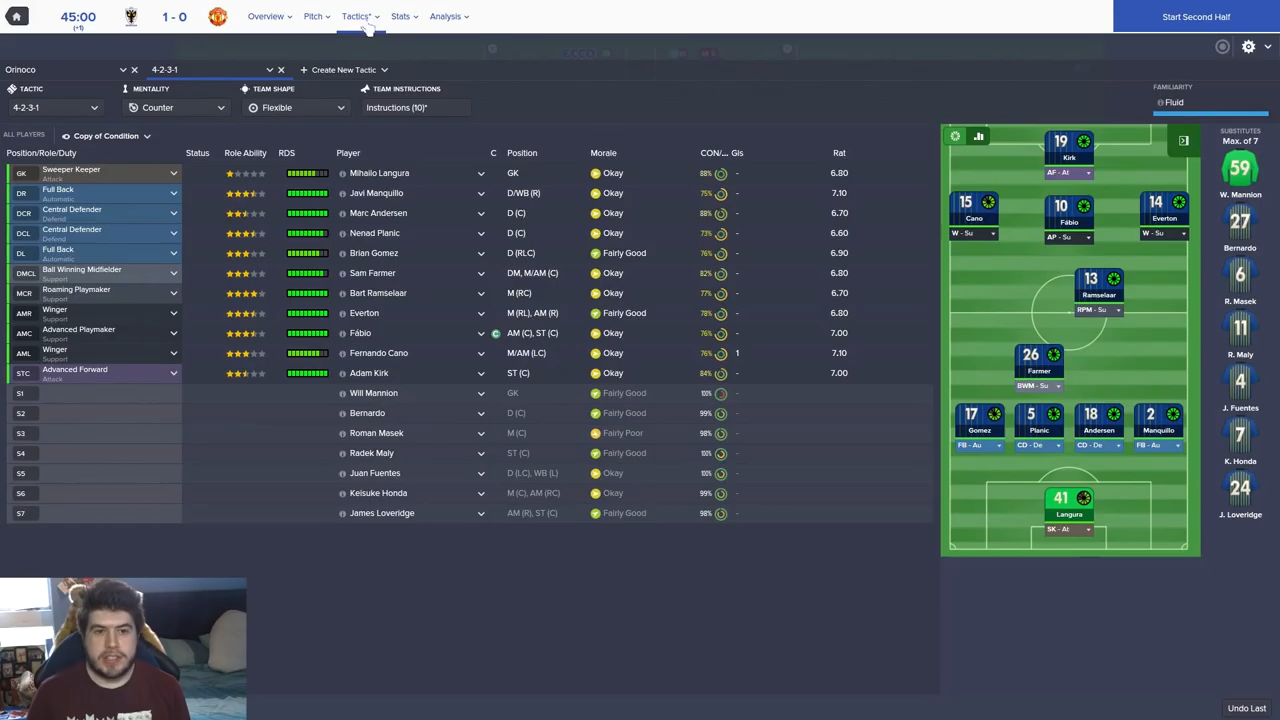 45:00
(+1)
1 - 0
Overview
Pitch
Tactics*
Stats
Analysis
Start Second Half
Orinoco
4-2-3-1
Create New Tactic
TACTIC
MENTALITY
TEAM SHAPE
TEAM INSTRUCTIONS
FAMILIARITY
4-2-3-1
Counter
Flexible
Instructions (10)*
Fluid
ALL PLAYERS
Copy of Condition
Position/Role/Duty Status Role Ability RDS Player C Position Morale CON/... Gls Rat
GK Sweeper Keeper Attack Mihailo Langura GK Okay 88% - 6.80
DR Full Back Automatic Javi Manquillo D/WB (R) Okay 75% - 7.10
DCR Central Defender Defend Marc Andersen D (C) Okay 88% - 6.70
DCL Central Defender Defend Nenad Planic D (C) Okay 73% - 6.60
DL Full Back Automatic Brian Gomez D (RLC) Fairly Good 76% - 6.90
DMCL Ball Winning Midfielder Support Sam Farmer DM, M/AM (C) Okay 82% - 6.80
MCR Roaming Playmaker Support Bart Ramselaar M (RC) Okay 77% - 6.70
AMR Winger Support Everton M (RL), AM (R) Fairly Good 78% - 6.80
AMC Advanced Playmaker Support Fábio C AM (C), ST (C) Okay 76% - 7.00
AML Winger Support Fernando Cano M/AM (LC) Okay 76% 1 7.10
STC Advanced Forward Attack Adam Kirk ST (C) Okay 84% - 7.00
S1 Will Mannion GK Fairly Good 100% -
S2 Bernardo D (C) Fairly Good 99% -
S3 Roman Masek M (C) Fairly Poor 98% -
S4 Radek Maly ST (C) Fairly Good 100% -
S5 Juan Fuentes D (LC), WB (L) Okay 100% -
S6 Keisuke Honda M (C), AM (RC) Okay 99% -
S7 James Loveridge AM (R), ST (C) Fairly Good 98% -
19
Kirk
AF - At
15
Cano
W - Su
10
Fábio
AP - Su
14
Everton
W - Su
13
Ramselaar
RPM - Su
26
Farmer
BWM - Su
17
Gomez
FB - Au
5
Planic
CD - De
18
Andersen
CD - De
2
Manquillo
FB - Au
41
Langura
SK - At
SUBSTITUTES
Max. of 7
59
W. Mannion
27
Bernardo
6
R. Masek
11
R. Maly
4
J. Fuentes
7
K. Honda
24
J. Loveridge
Undo Last